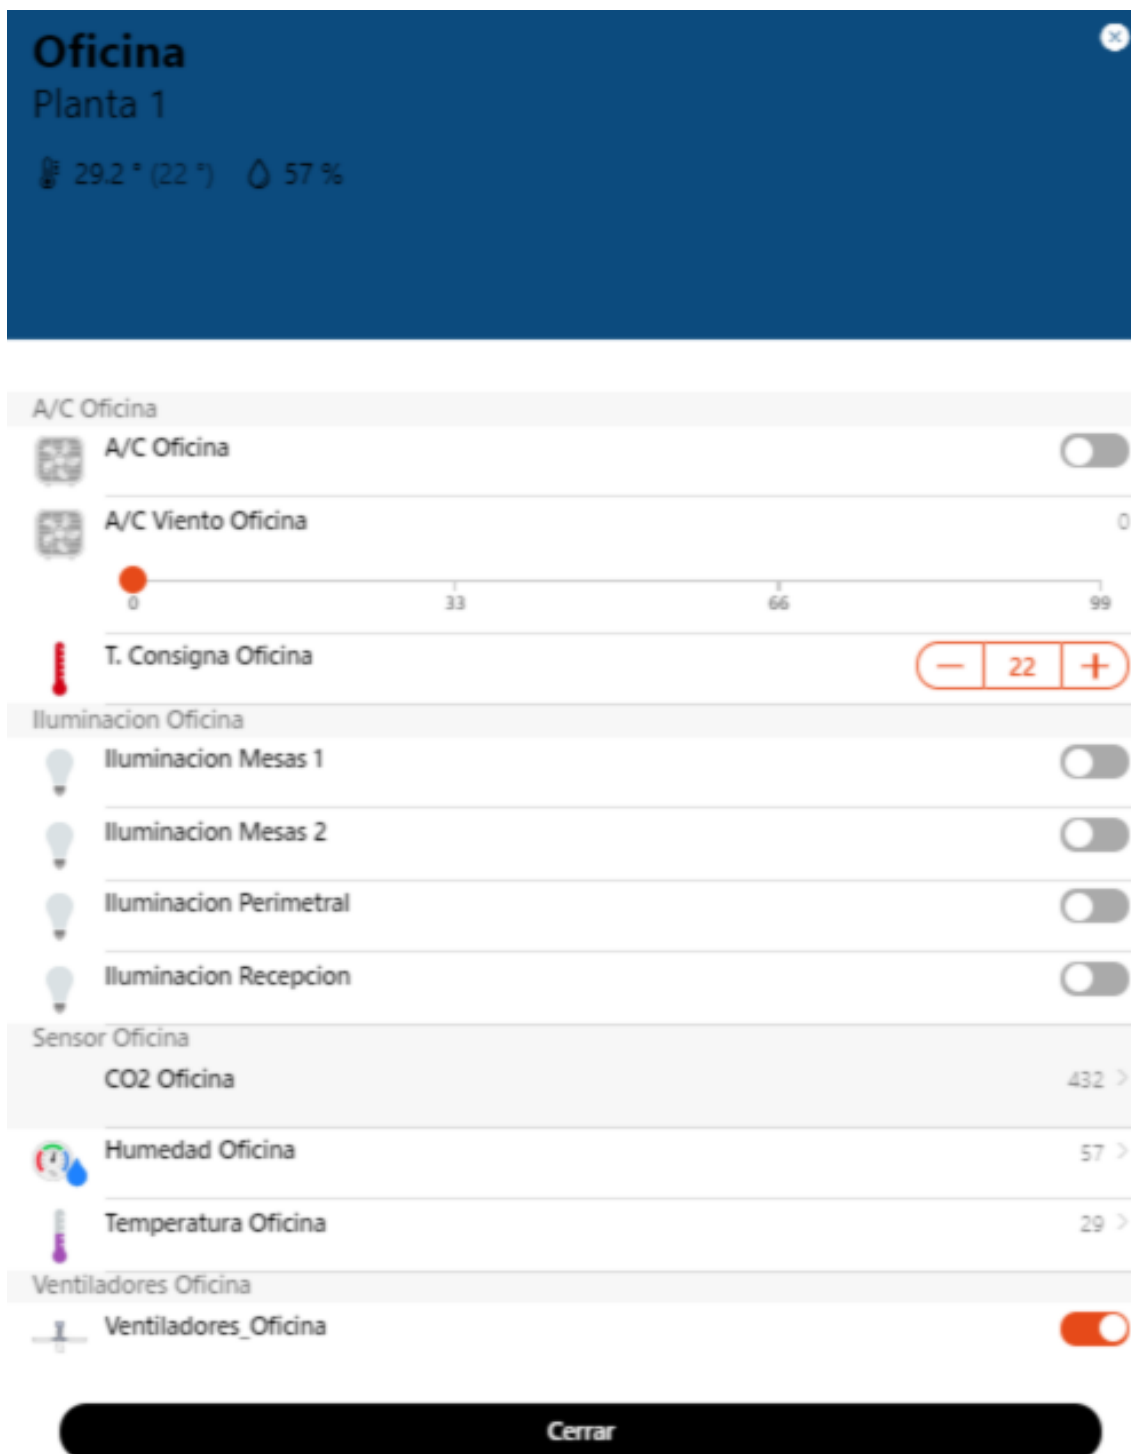 Oficina
Planta 1
29.2 ° (22 °) 57 %
A/C Oficina
A/C Oficina
A/C Viento Oficina 0
0 33 66 99
T. Consigna Oficina — 22 +
Iluminacion Oficina
Iluminacion Mesas 1
Iluminacion Mesas 2
Iluminacion Perimetral
Iluminacion Recepcion
Sensor Oficina
CO2 Oficina 432 >
Humedad Oficina 57 >
Temperatura Oficina 29 >
Ventiladores Oficina
Ventiladores_Oficina
Cerrar